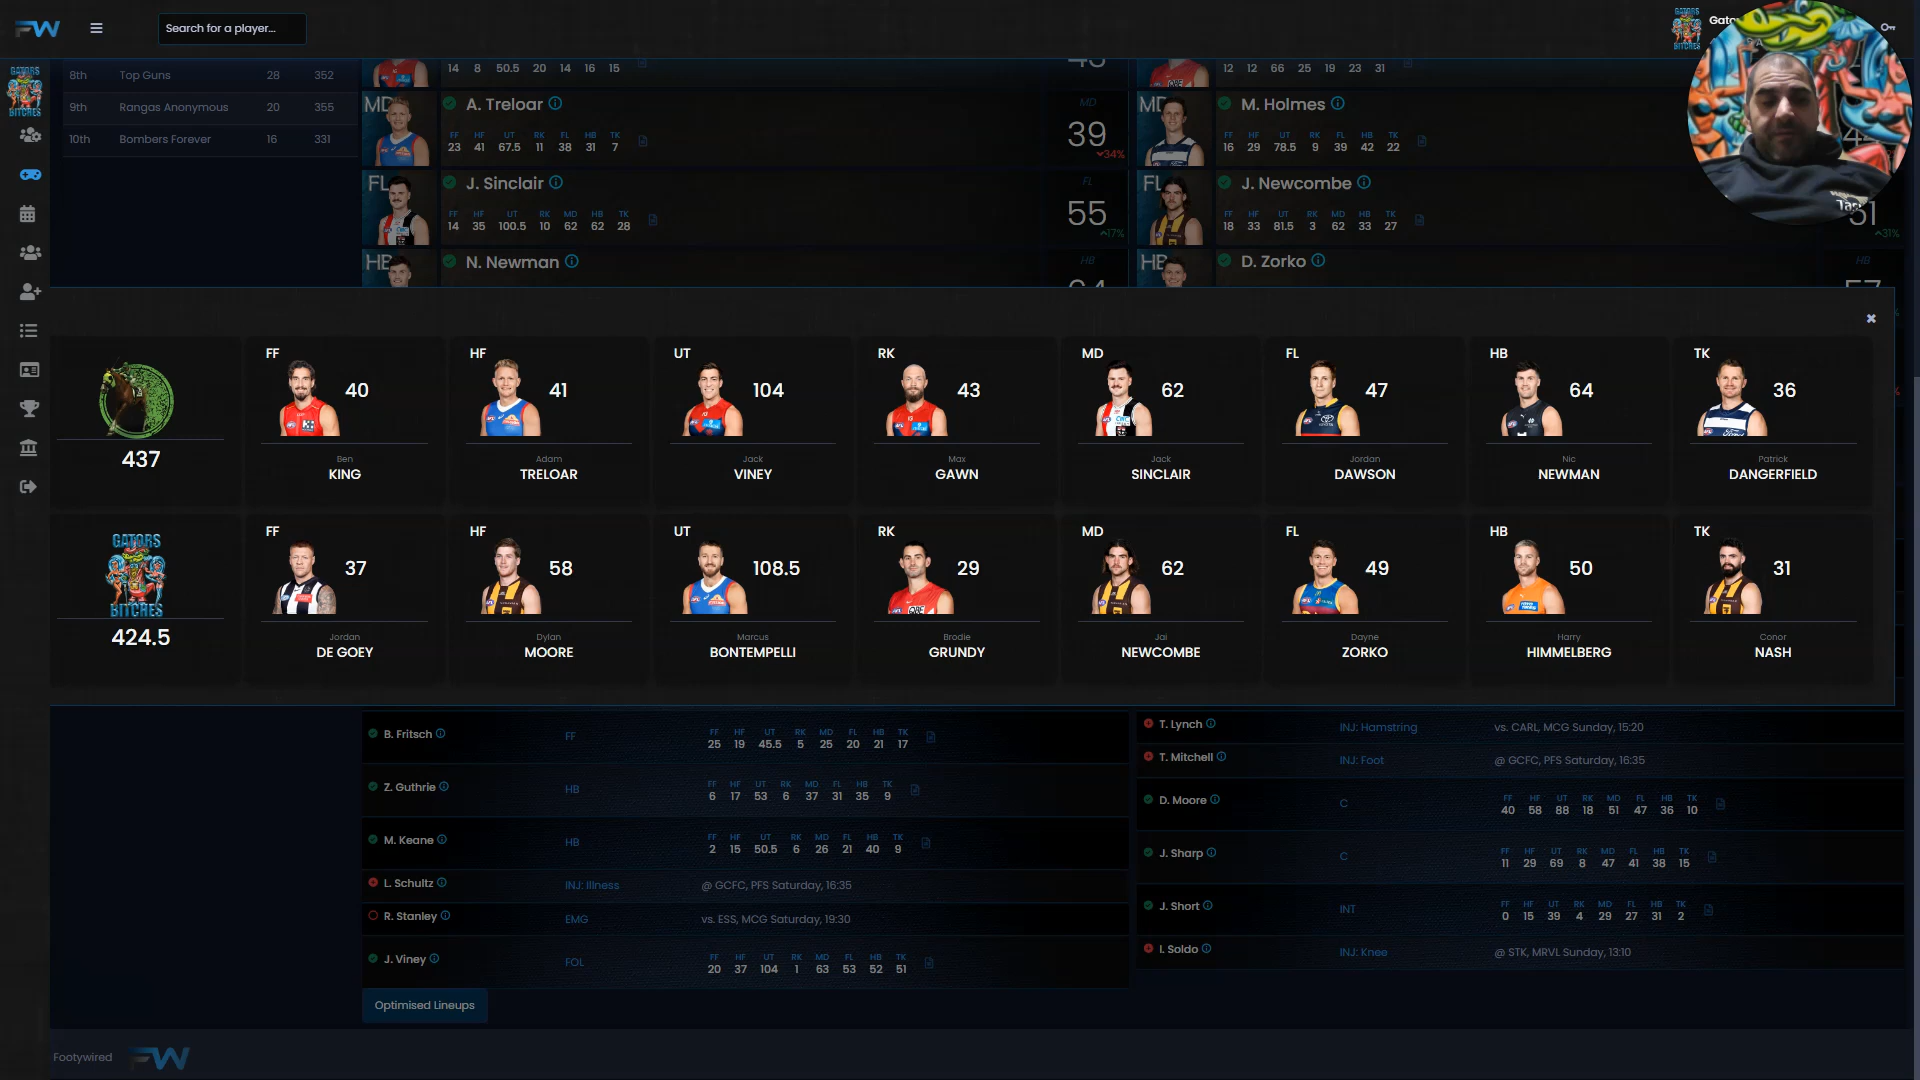 FW
Search for a player...
8th Top Guns 28 352
9th Rangas Anonymous 20 355
10th Bombers Forever 16 331
14 8 50.5 20 14 16 15
MD A. Treloar
FF HF UT RK FL HB TK
23 41 67.5 11 38 31 7
MD
39
34%
FL J. Sinclair
FF HF UT RK MD HB TK
14 35 100.5 10 62 62 28
FL
55
17%
HB N. Newman
HB
12 12 66 25 19 23 31
MD M. Holmes
FF HF UT RK FL HB TK
16 29 78.5 9 39 42 22
FL J. Newcombe
FF HF UT RK MD HB TK
18 33 81.5 3 62 33 27
51
31%
HB D. Zorko
HB
GATORS
BITCHES
437
FF 40 Ben KING
HF 41 Adam TRELOAR
UT 104 Jack VINEY
RK 43 Max GAWN
MD 62 Jack SINCLAIR
FL 47 Jordan DAWSON
HB 64 Nic NEWMAN
TK 36 Patrick DANGERFIELD
GATORS
BITCHES
424.5
FF 37 Jordan DE GOEY
HF 58 Dylan MOORE
UT 108.5 Marcus BONTEMPELLI
RK 29 Brodie GRUNDY
MD 62 Jai NEWCOMBE
FL 49 Dayne ZORKO
HB 50 Harry HIMMELBERG
TK 31 Conor NASH
B. Fritsch FF
FF HF UT RK MD FL HB TK
25 19 45.5 5 25 20 21 17
Z. Guthrie HB
FF HF UT RK MD FL HB TK
6 17 53 6 37 31 35 9
M. Keane HB
FF HF UT RK MD FL HB TK
2 15 50.5 6 26 21 40 9
L. Schultz INJ: Illness @ GCFC, PFS Saturday, 16:35
R. Stanley EMG vs. ESS, MCG Saturday, 19:30
J. Viney FOL
FF HF UT RK MD FL HB TK
20 37 104 1 63 53 52 51
Optimised Lineups
T. Lynch INJ: Hamstring vs. CARL, MCG Sunday, 15:20
T. Mitchell INJ: Foot @ GCFC, PFS Saturday, 16:35
D. Moore C
FF HF UT RK MD FL HB TK
40 58 88 18 51 47 36 10
J. Sharp C
FF HF UT RK MD FL HB TK
11 29 69 8 47 41 38 15
J. Short INT
FF HF UT RK MD FL HB TK
0 15 39 4 29 27 31 2
I. Soldo INJ: Knee @ STK, MRVL Sunday, 13:10
Footywired FW